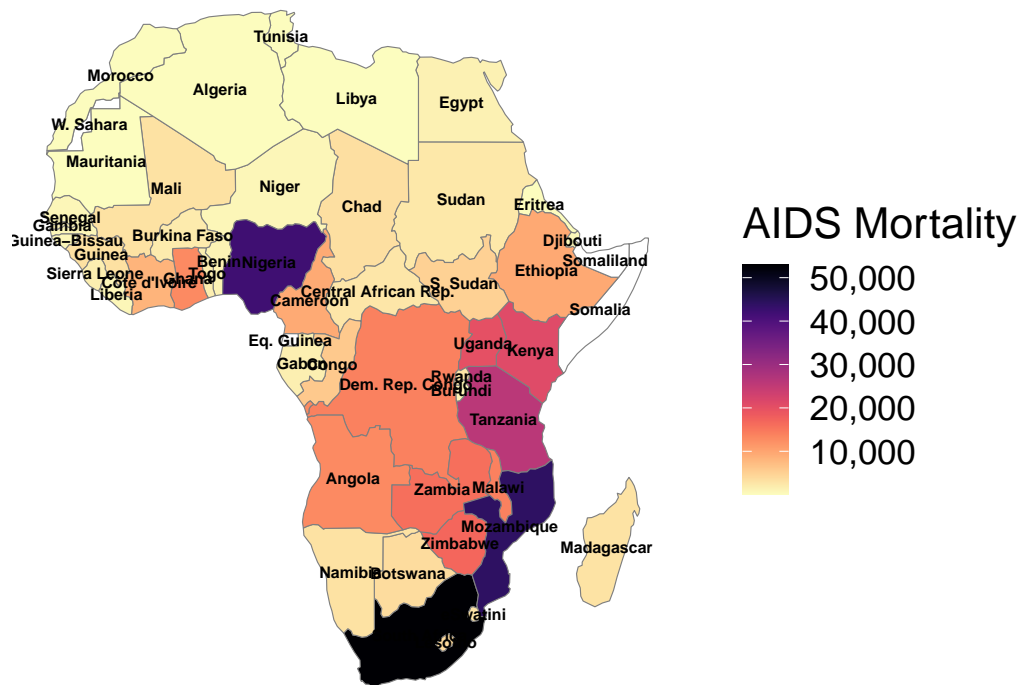 Tunisia
Morocco
Algeria
Libya
Egypt
W. Sahara
Mauritania
Mali
Niger
Chad
Sudan
Eritrea
Senegal
Gambia
Guinea–Bissau
Burkina Faso
Djibouti
Guinea
Benin
Nigeria
Somaliland
Sierra Leone
Togo
Ghana
Côte d'Ivoire
Ethiopia
Liberia
Central African Rep.
S. Sudan
Cameroon
Somalia
Eq. Guinea
Uganda
Kenya
Gabon
Congo
Rwanda
Dem. Rep. Congo
Burundi
Tanzania
Angola
Zambia
Malawi
Mozambique
Zimbabwe
Madagascar
Namibia
Botswana
AIDS Mortality
50,000
40,000
30,000
20,000
10,000